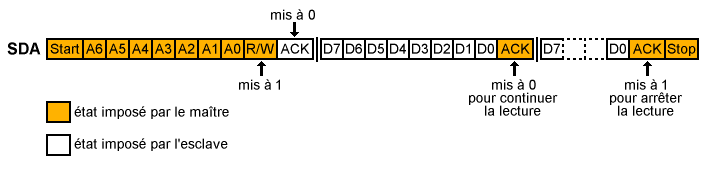 mis à 0
SDA Start A6 A5 A4 A3 A2 A1 A0 R/W ACK D7 D6 D5 D4 D3 D2 D1 D0 ACK D7 D0 ACK Stop
mis à 1 mis à 0 mis à 1
pour continuer pour arrêter
la lecture la lecture
état imposé par le maître
état imposé par l'esclave